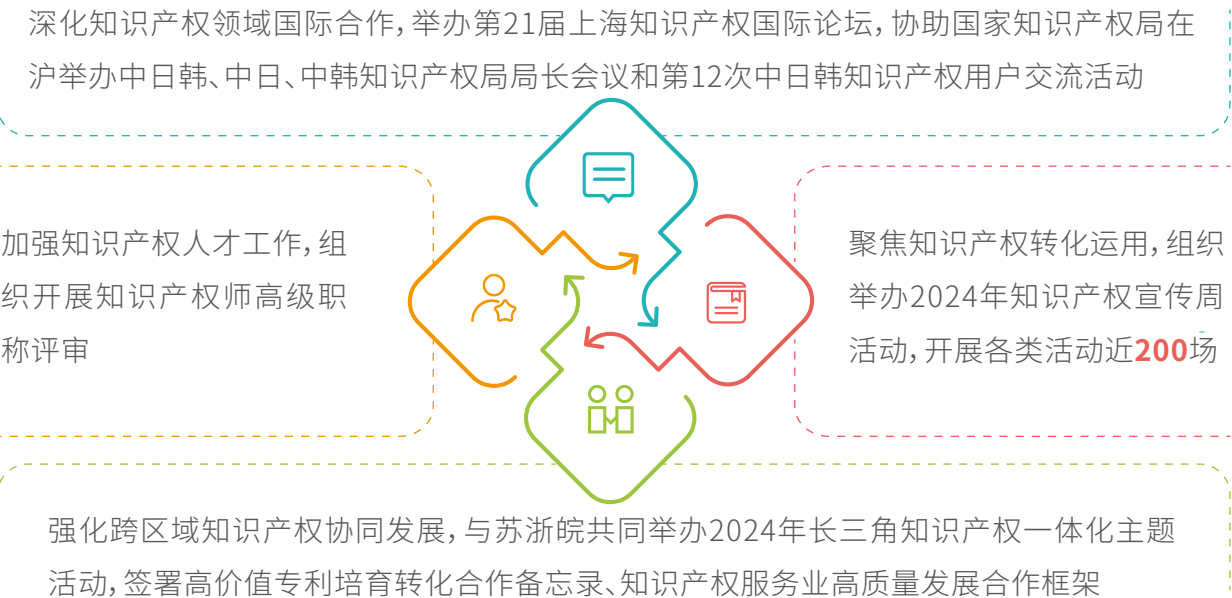 深化知识产权领域国际合作，举办第21届上海知识产权国际论坛，协助国家知识产权局在
沪举办中日韩、中日、中韩知识产权局局长会议和第12次中日韩知识产权用户交流活动
加强知识产权人才工作，组
织开展知识产权师高级职
称评审
聚焦知识产权转化运用，组织
举办2024年知识产权宣传周
活动，开展各类活动近200场
强化跨区域知识产权协同发展，与苏浙皖共同举办2024年长三角知识产权一体化主题
活动，签署高价值专利培育转化合作备忘录、知识产权服务业高质量发展合作框架